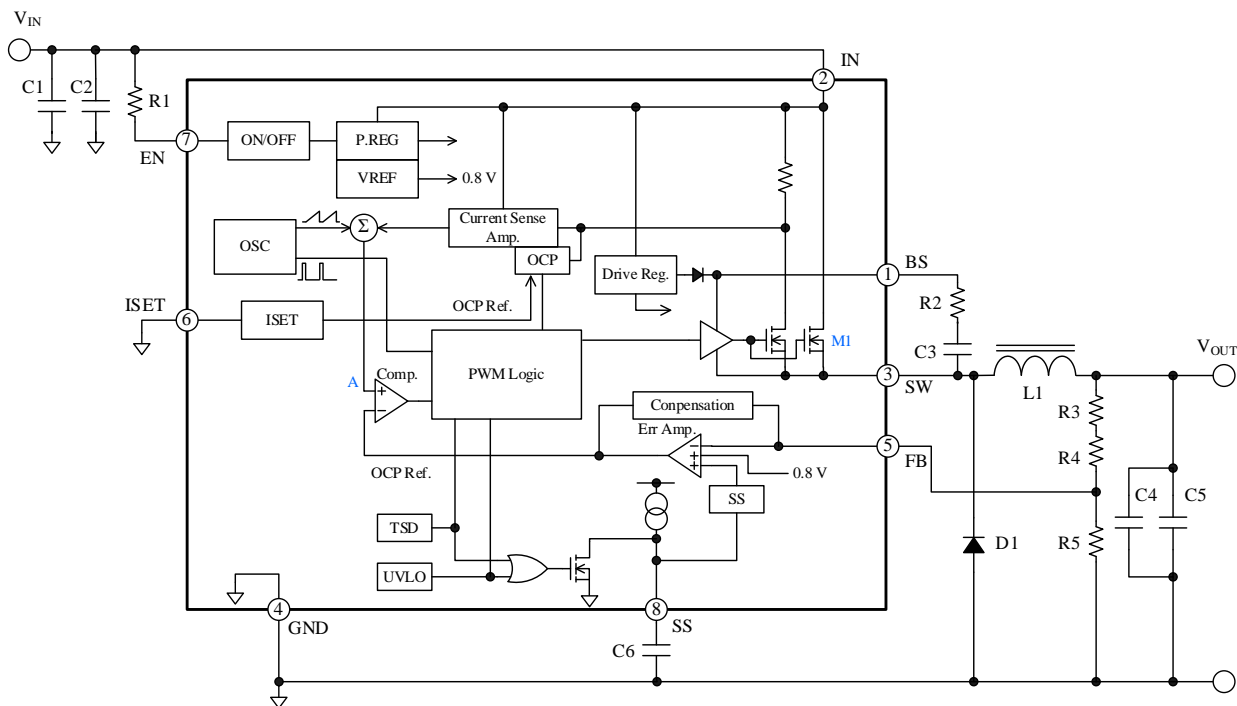 VIN
IN
2
C1
C2
R1
7
EN
ON/OFF
P.REG
VREF
0.8 V
Current Sense
Amp.
Σ
OSC
OCP
Drive Reg.
1
BS
R2
ISET
6
ISET
OCP Ref.
M1
C3
VOUT
A
Comp.
PWM Logic
3
SW
L1
R3
Conpensation
Err Amp.
5
FB
R4
OCP Ref.
0.8 V
SS
C4
C5
TSD
D1
R5
UVLO
4
GND
8
SS
C6